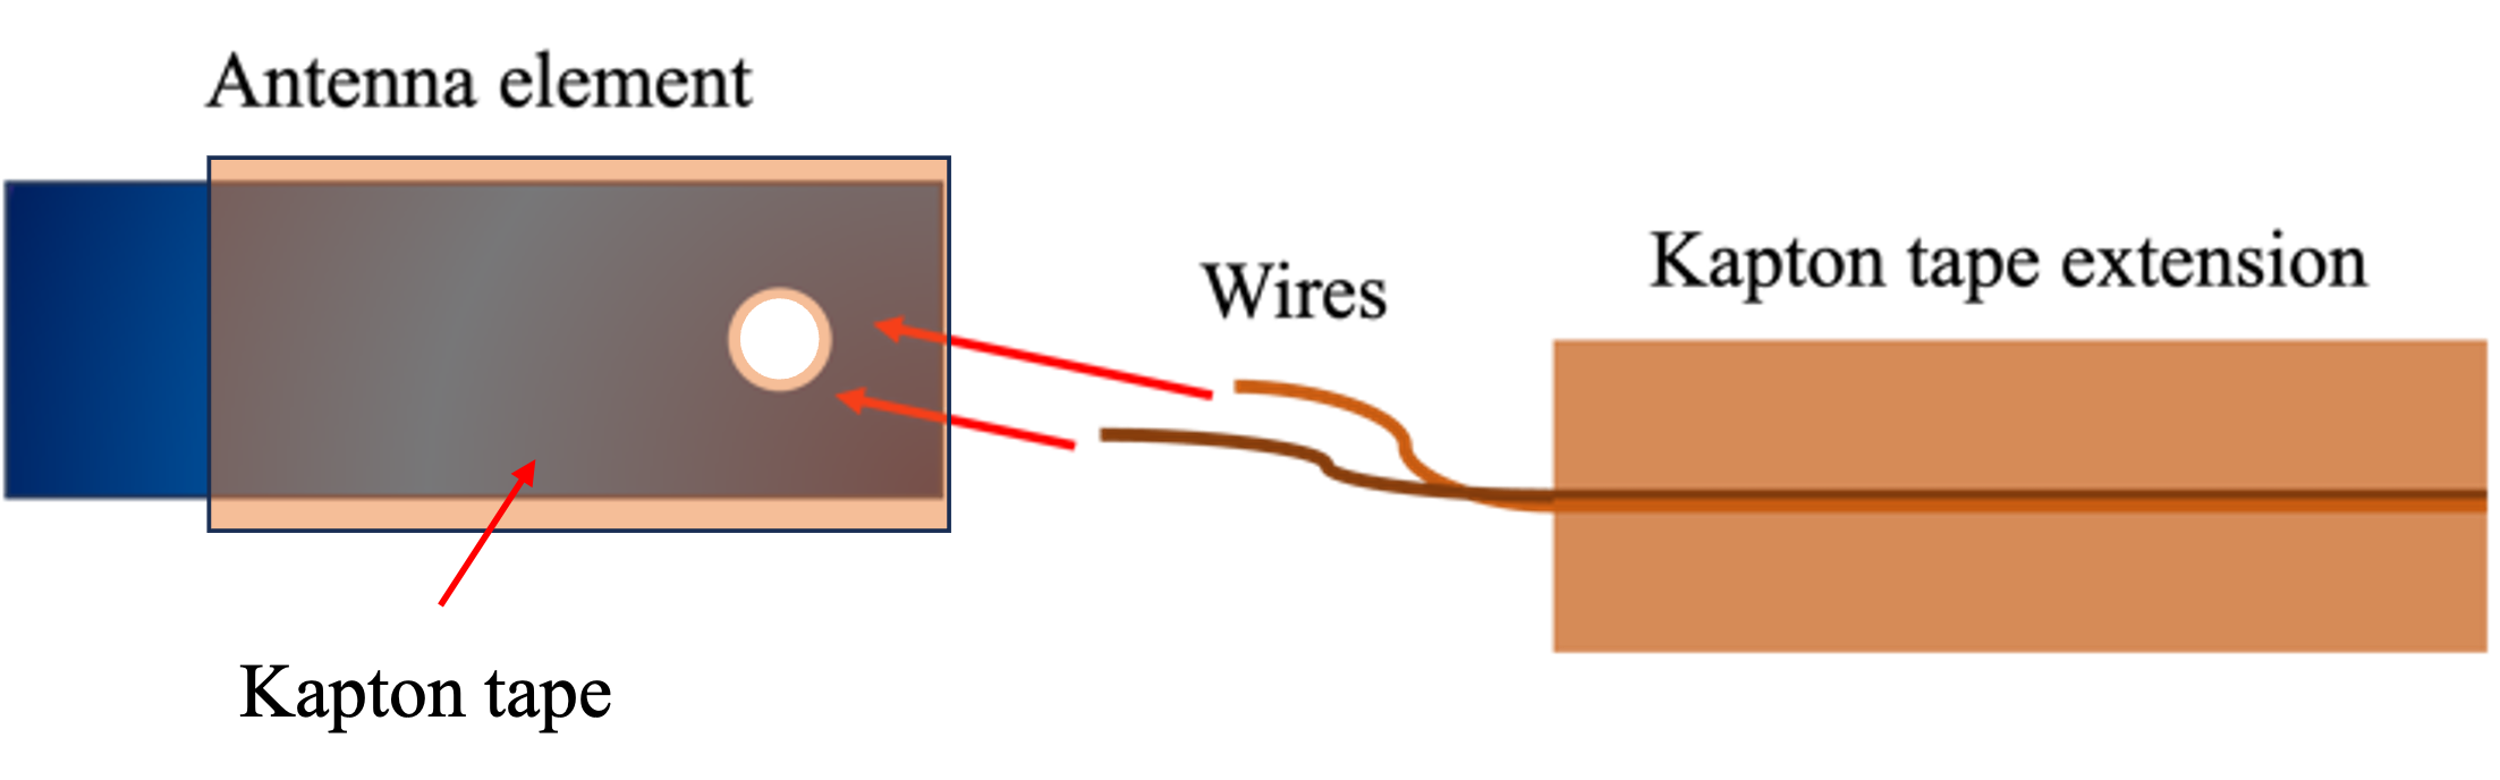 Antenna element
Wires
Kapton tape extension
Kapton tape